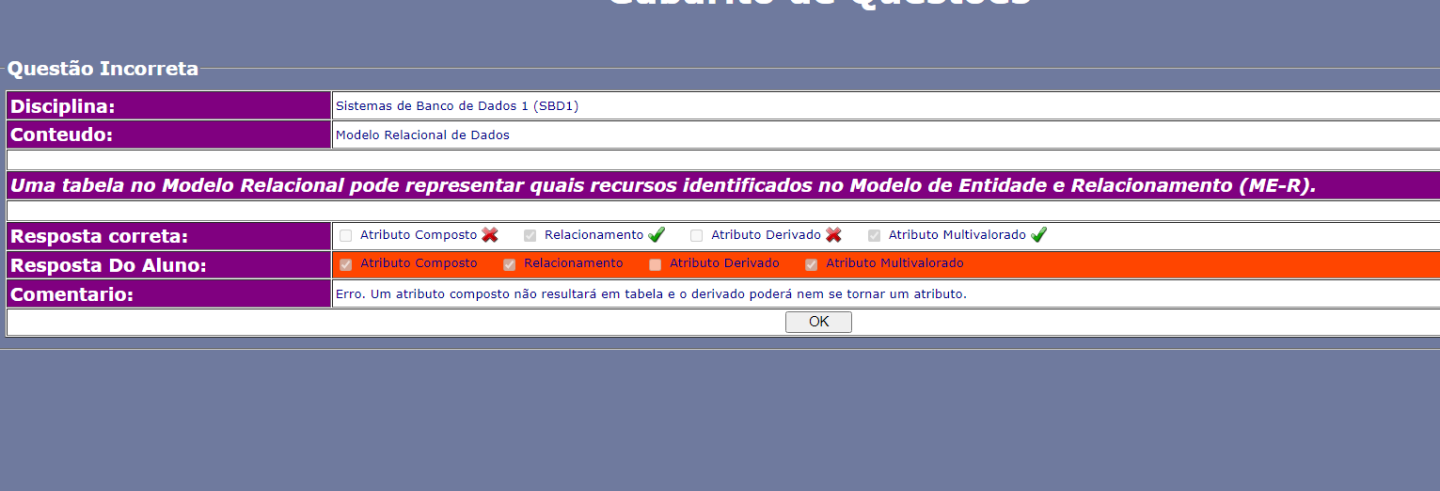 Gabarito de Questões
Questão Incorreta
Disciplina: Sistemas de Banco de Dados 1 (SBD1)
Conteudo: Modelo Relacional de Dados
Uma tabela no Modelo Relacional pode representar quais recursos identificados no Modelo de Entidade e Relacionamento (ME-R).
Resposta correta: Atributo Composto Relacionamento Atributo Derivado Atributo Multivalorado
Resposta Do Aluno: Atributo Composto Relacionamento Atributo Derivado Atributo Multivalorado
Comentario: Erro. Um atributo composto não resultará em tabela e o derivado poderá nem se tornar um atributo.
OK